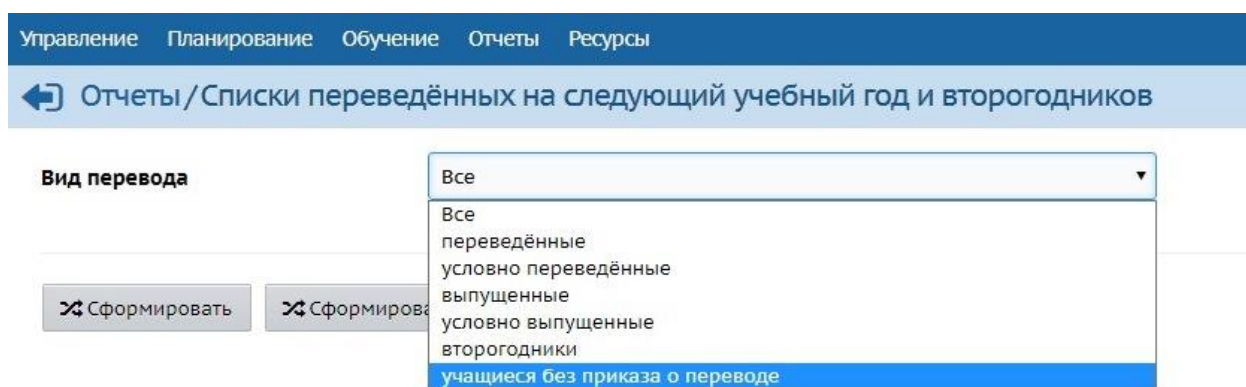 Управление Планирование Обучение Отчеты Ресурсы
Отчеты/Списки переведённых на следующий учебный год и второгодников
Вид перевода Все
Все
переведённые
условно переведённые
выпущенные
условно выпущенные
второгодники
учащиеся без приказа о переводе
Сформировать